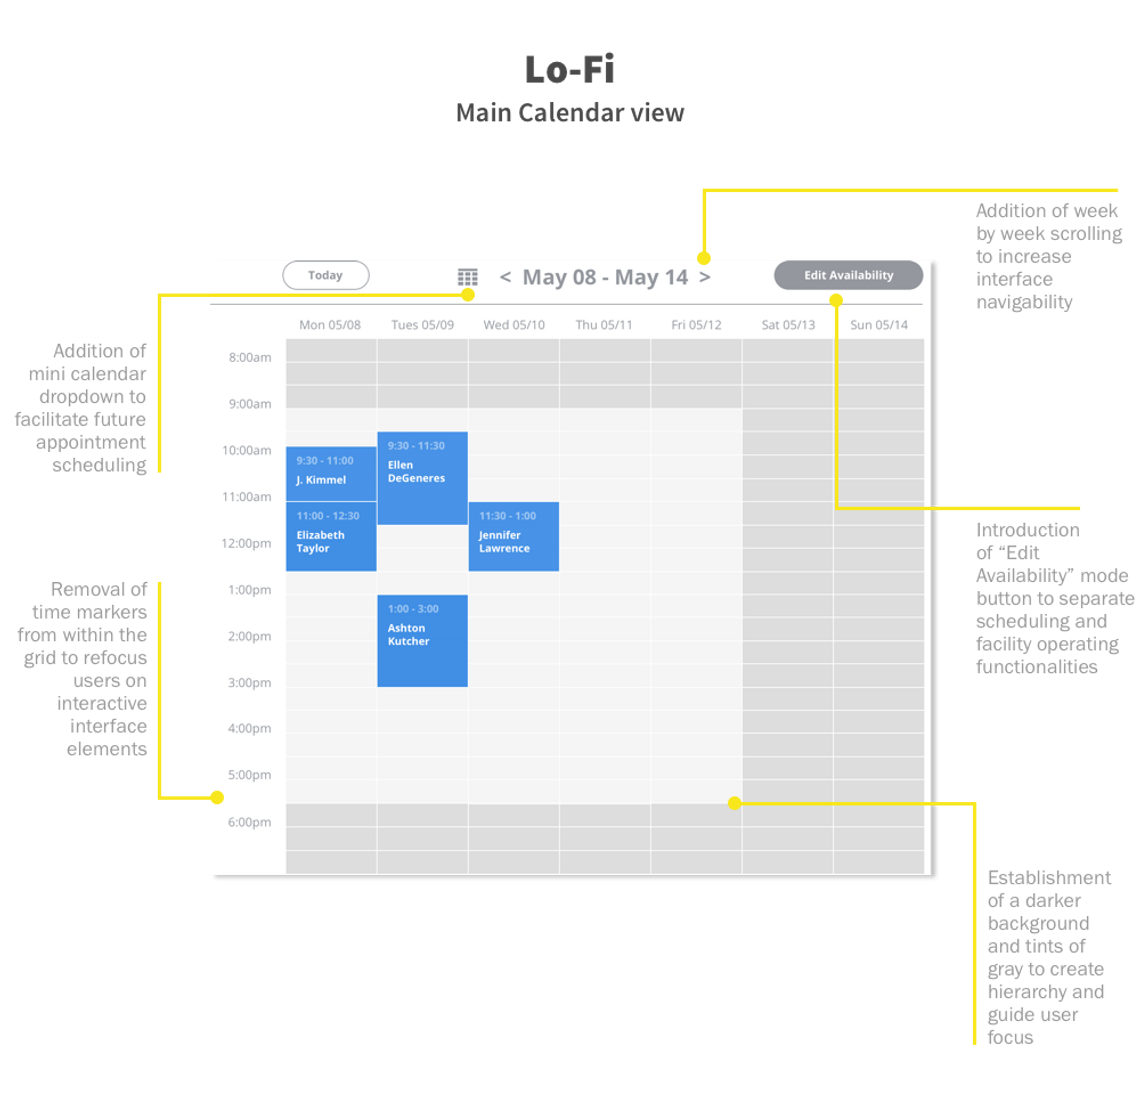 Lo-Fi
Main Calendar view
Addition of week
by week scrolling
to increase
interface
navigability
Today
< May 08 - May 14 >
Edit Availability
Mon 05/08
Tues 05/09
Wed 05/10
Thu 05/11
Fri 05/12
Sat 05/13
Sun 05/14
Addition of
mini calendar
dropdown to
facilitate future
appointment
scheduling
8:00am
9:00am
10:00am
11:00am
12:00pm
1:00pm
2:00pm
3:00pm
4:00pm
5:00pm
6:00pm
9:30 - 11:00
J. Kimmel
11:00 - 12:30
Elizabeth
Taylor
9:30 - 11:30
Ellen
DeGeneres
1:00 - 3:00
Ashton
Kutcher
11:30 - 1:00
Jennifer
Lawrence
Introduction
of “Edit
Availability” mode
button to separate
scheduling and
facility operating
functionalities
Removal of
time markers
from within the
grid to refocus
users on
interactive
interface
elements
Establishment
of a darker
background
and tints of
gray to create
hierarchy and
guide user
focus